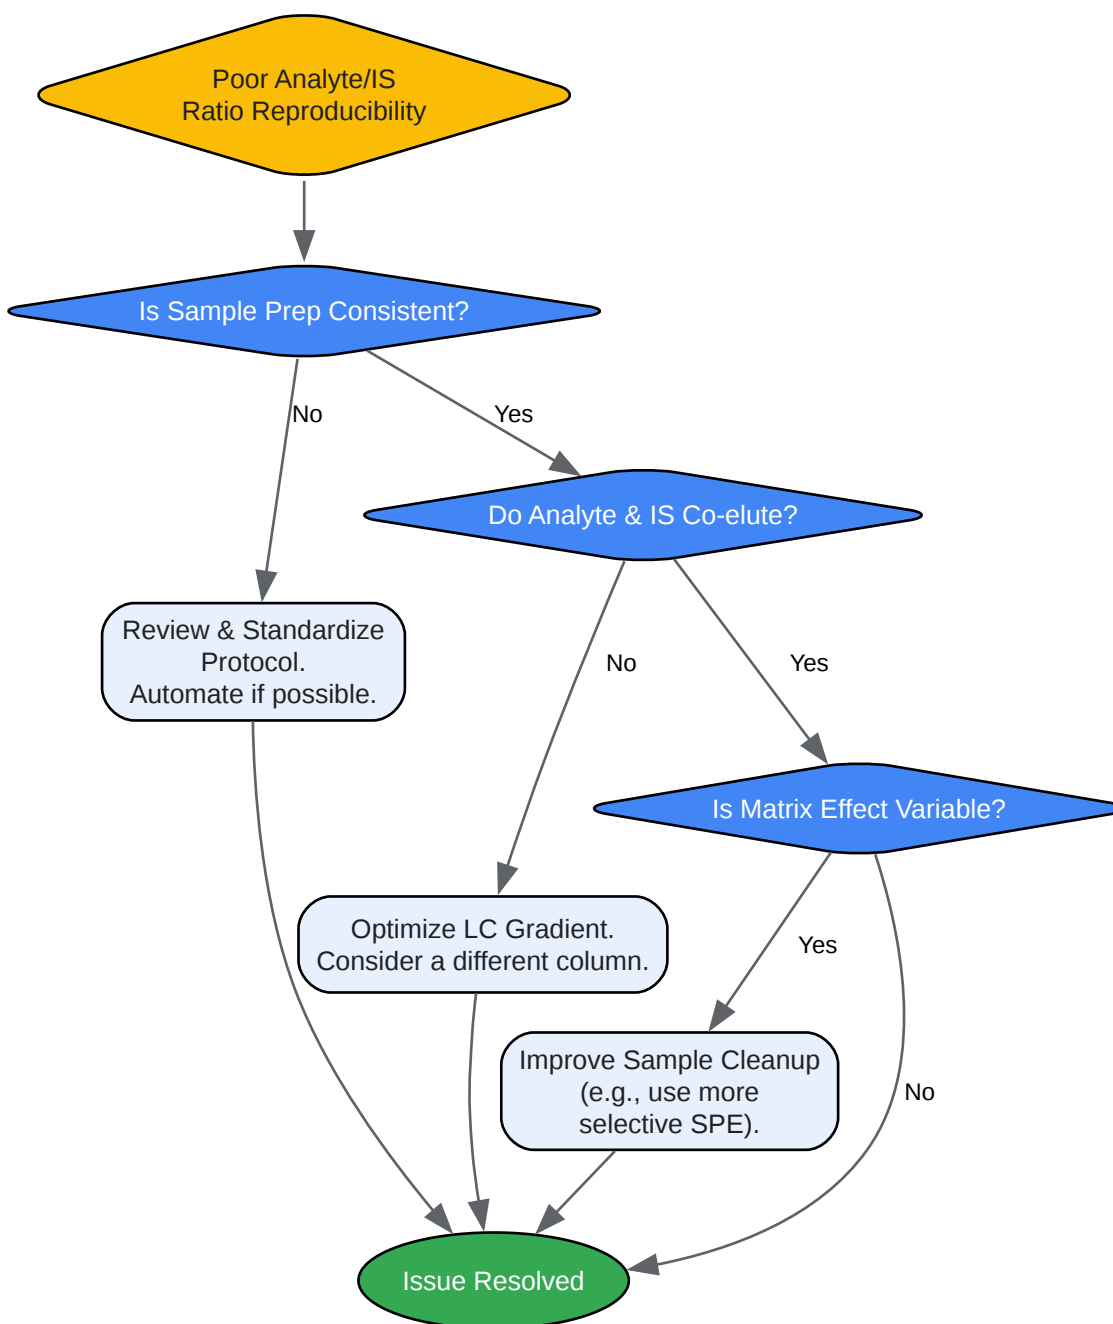 Poor Analyte/IS
Ratio Reproducibility
Is Sample Prep Consistent?
No
Yes
Do Analyte & IS Co-elute?
Review & Standardize
Protocol.
Automate if possible.
No
Yes
Is Matrix Effect Variable?
Optimize LC Gradient.
Consider a different column.
Yes
Improve Sample Cleanup
(e.g., use more
selective SPE).
No
Issue Resolved